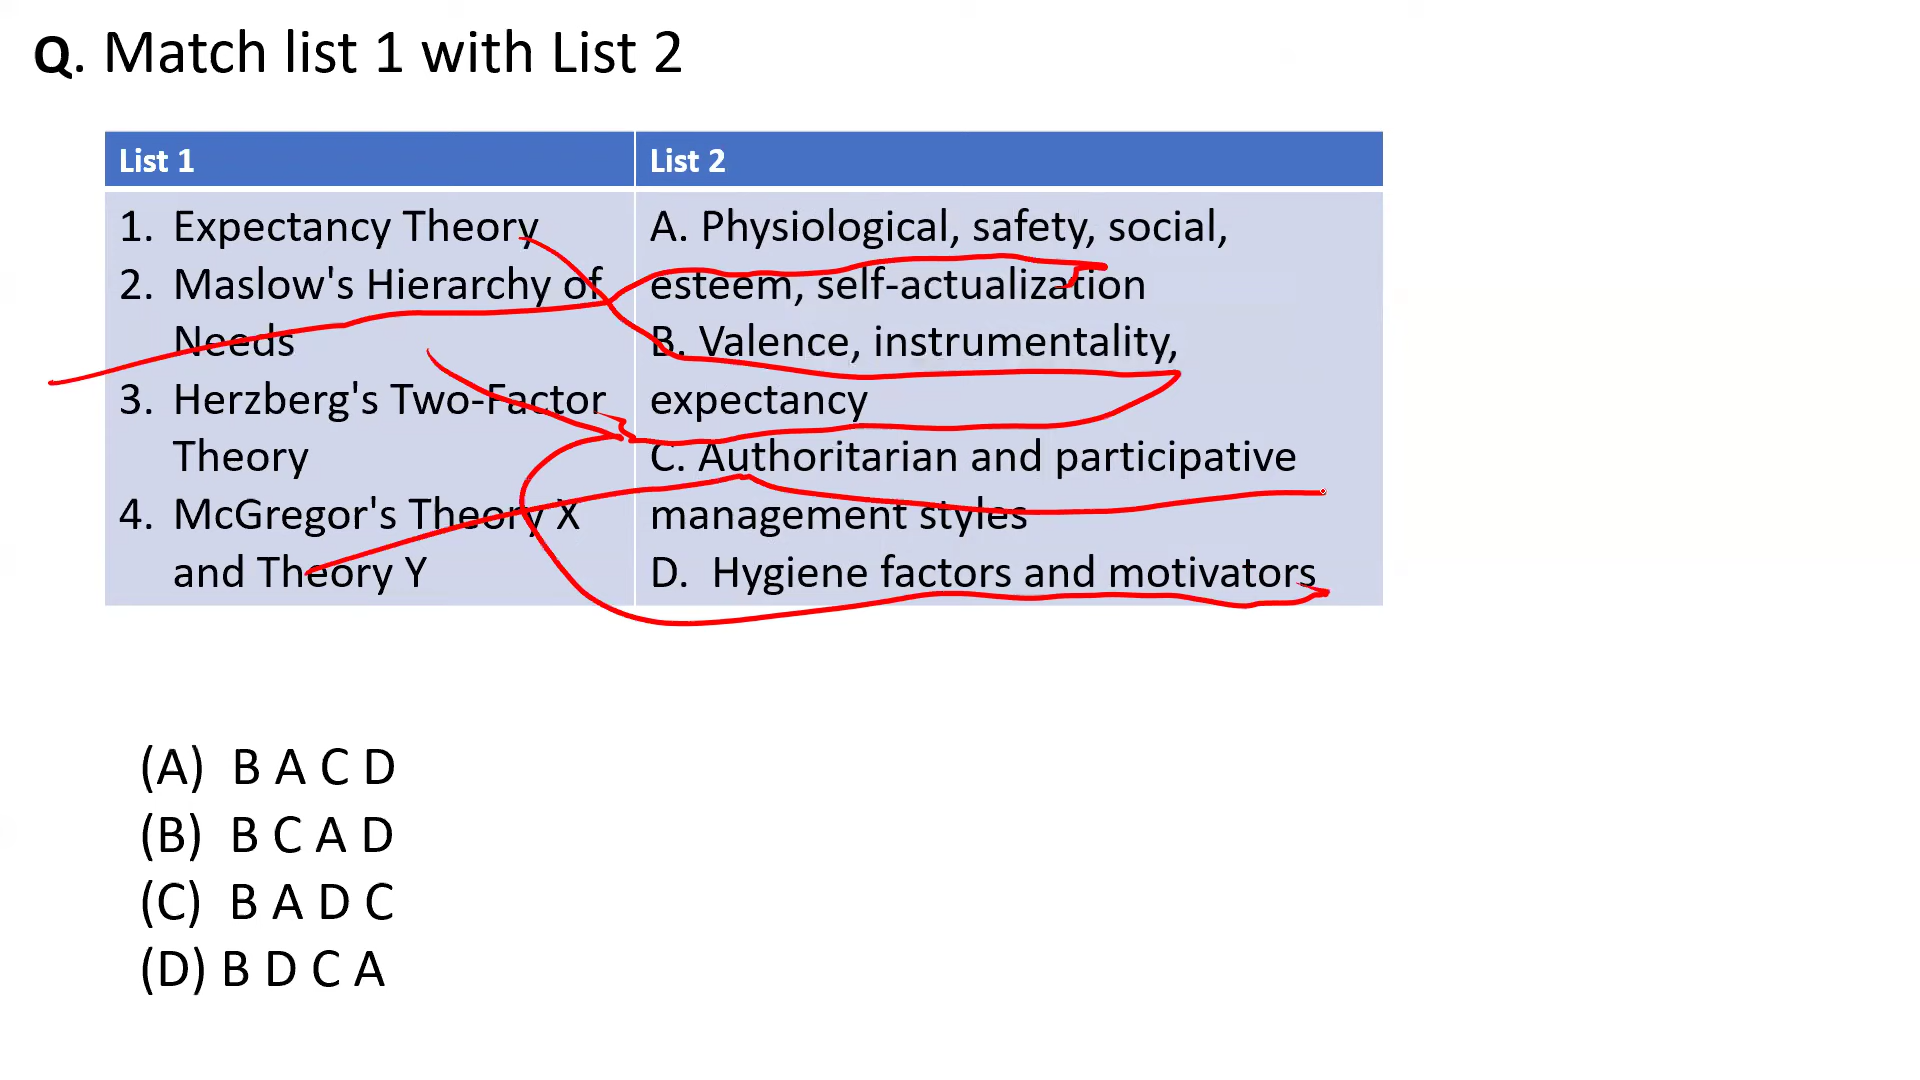 Q. Match list 1 with List 2
List 1
List 2
1. Expectancy Theory
2. Maslow's Hierarchy of
Needs
3. Herzberg's Two-Factor
Theory
4. McGregor's Theory X
and Theory Y
A. Physiological, safety, social,
esteem, self-actualization
B. Valence, instrumentality,
expectancy
C. Authoritarian and participative
management styles
D. Hygiene factors and motivators
(A) B A C D
(B) B C A D
(C) B A D C
(D) B D C A